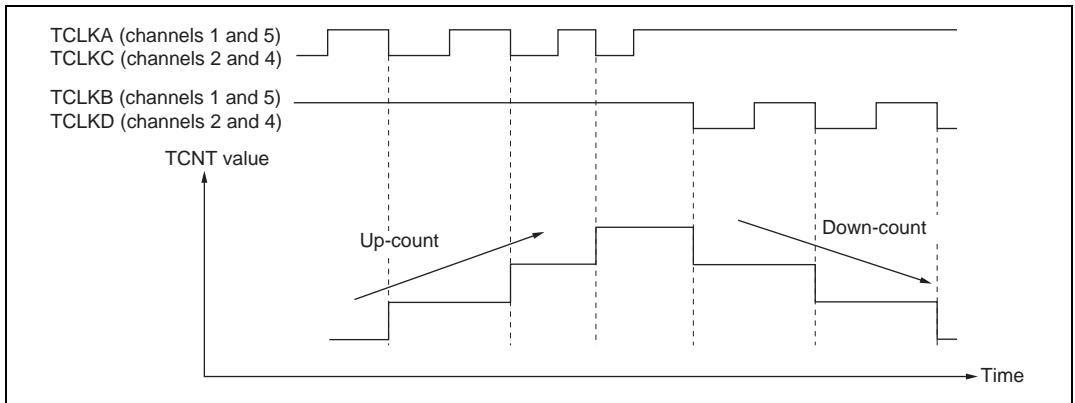 TCLKA (channels 1 and 5)
TCLKC (channels 2 and 4)
TCLKB (channels 1 and 5)
TCLKD (channels 2 and 4)
TCNT value
Up-count
Down-count
Time